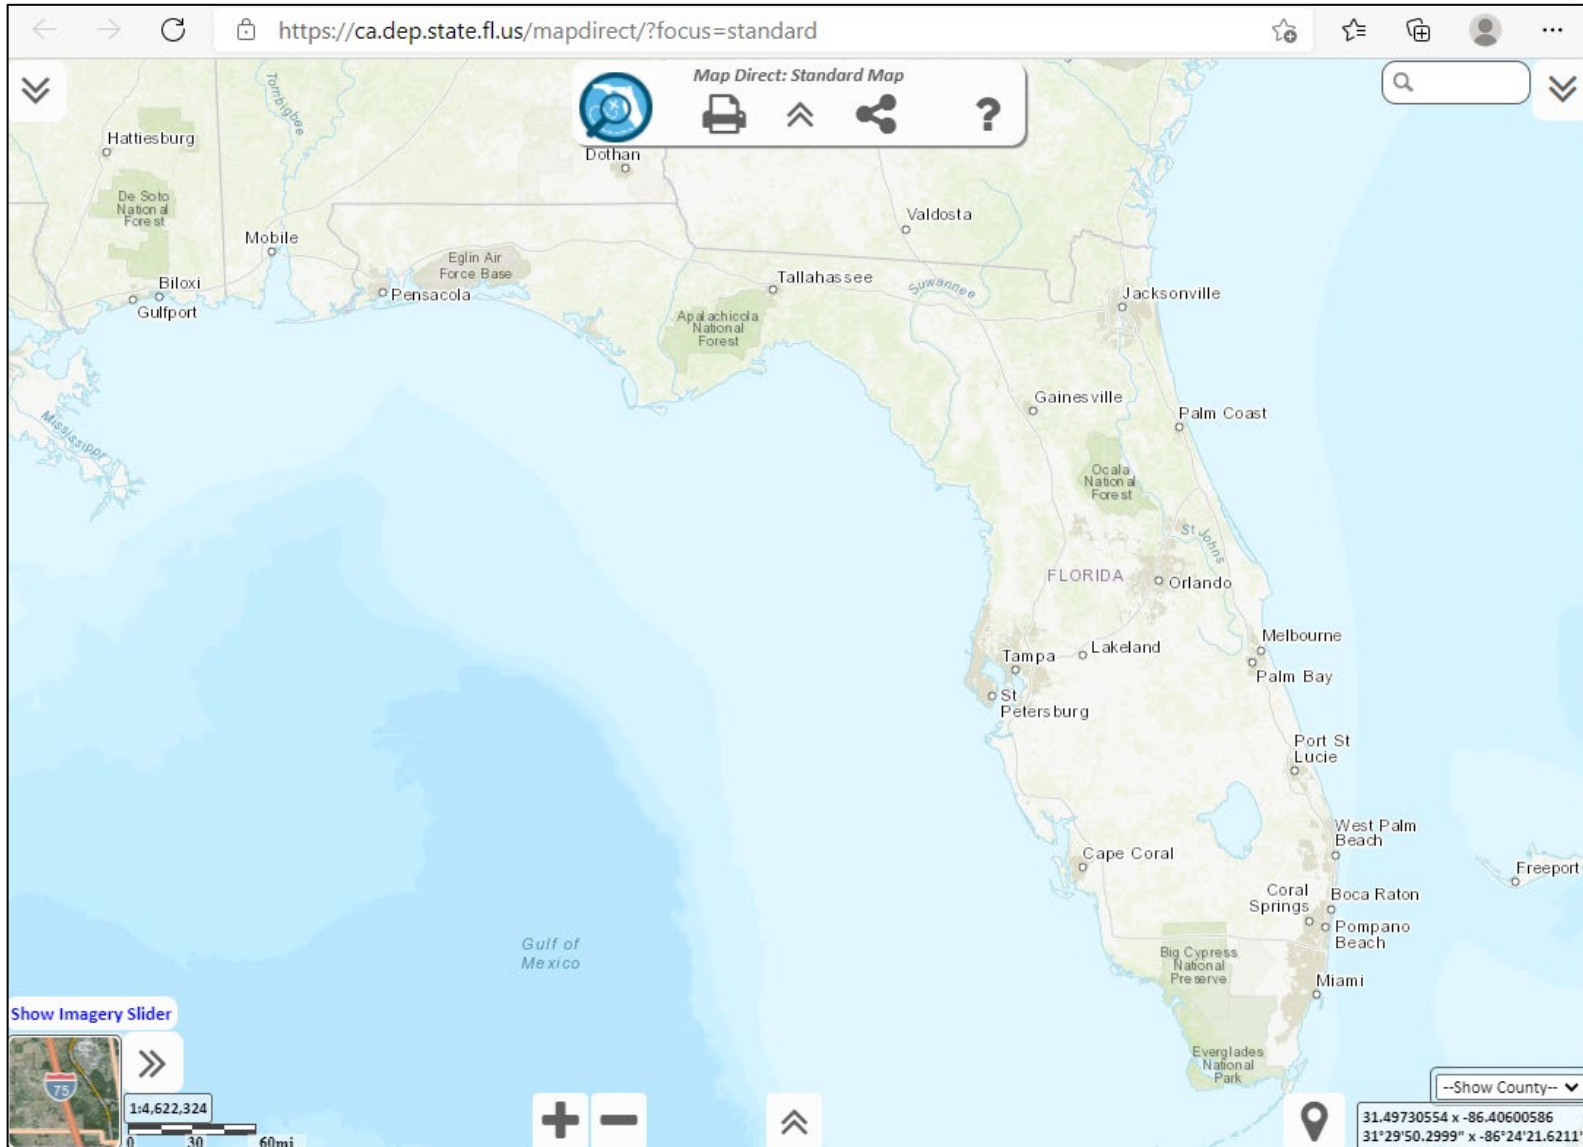 https://ca.dep.state.fl.us/mapdirect/?focus=standard
Map Direct: Standard Map
?
Tombigbee
Hattiesburg
De Soto
National
Forest
Dothan
Valdosta
Mobile
Eglin Air
Force Base
Biloxi
Gulfport
Pensacola
Tallahassee
Suwannee
Jacksonville
Apalachicola
National
Forest
Mississippi
Gainesville
Palm Coast
Ocala
National
Forest
St Johns
FLORIDA
Orlando
Melbourne
Palm Bay
Lakeland
Tampa
St
Petersburg
Port St
Lucie
West Palm
Beach
Cape Coral
Freeport
Coral
Springs
Boca Raton
Pompano
Beach
Gulf of
Mexico
Big Cypress
National
Preserve
Miami
Everglades
National
Park
Show Imagery Slider
75
1:4,622,324
0 30 60mi
--Show County--
31.49730554 x -86.40600586
31°29'50.2999" x -86°24'21.6211"